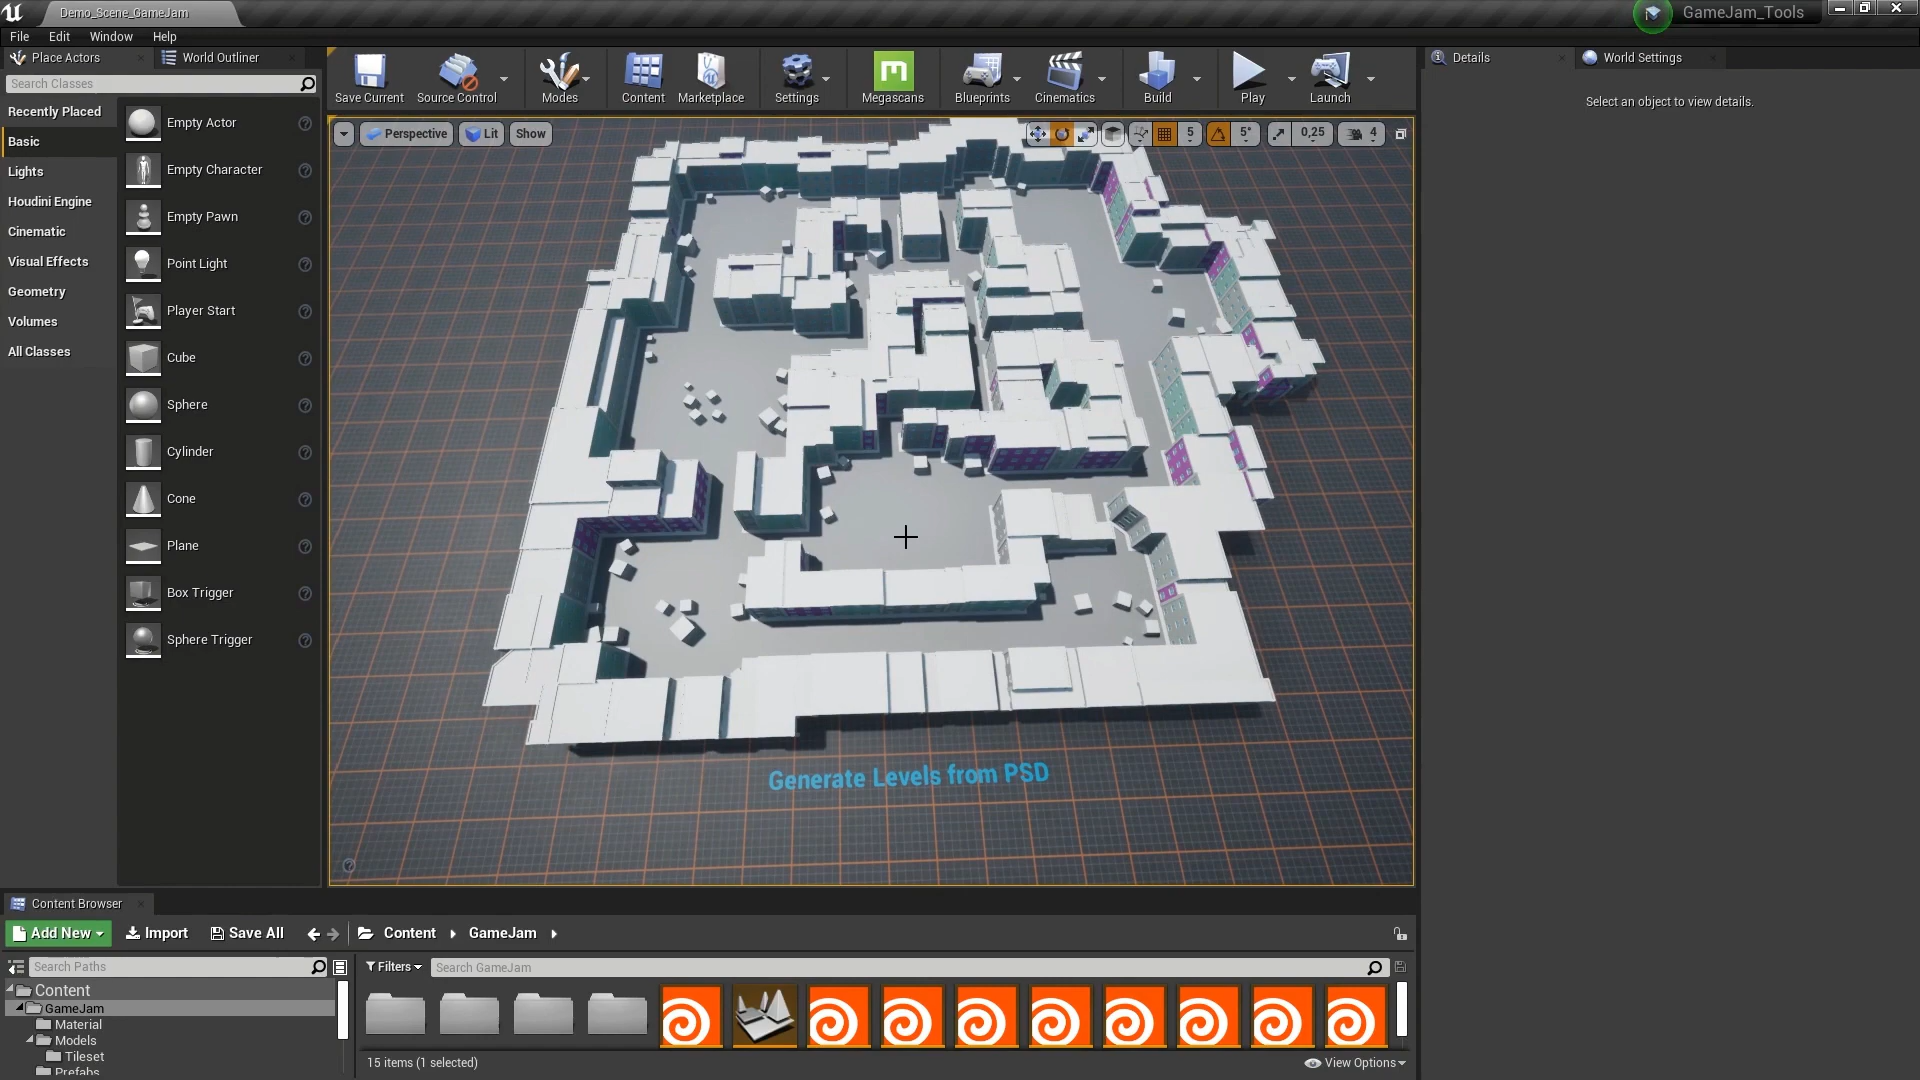 Demo_Scene_GameJam
GameJam_Tools
File Edit Window Help
Place Actors
World Outliner
Search Classes
Recently Placed
Basic
Lights
Houdini Engine
Cinematic
Visual Effects
Geometry
Volumes
All Classes
Empty Actor
Empty Character
Empty Pawn
Point Light
Player Start
Cube
Sphere
Cylinder
Cone
Plane
Box Trigger
Sphere Trigger
Save Current
Source Control
Modes
Content
Marketplace
Settings
Megascans
Blueprints
Cinematics
Build
Play
Launch
Perspective
Lit
Show
5
5°
0,25
4
Generate Levels from PSD
Details
World Settings
Select an object to view details.
Content Browser
Add New
Import
Save All
Content
GameJam
Search Paths
Filters
Search GameJam
Content
GameJam
Material
Models
Tileset
Prefabs
15 items (1 selected)
View Options